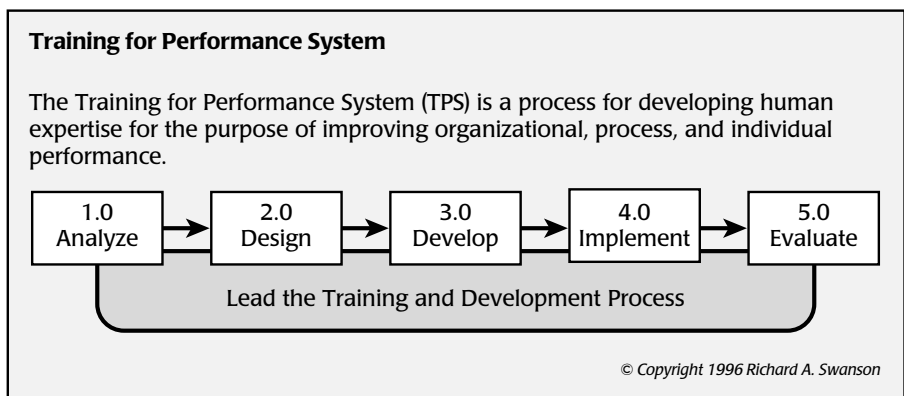 Training for Performance System
The Training for Performance System (TPS) is a process for developing human
expertise for the purpose of improving organizational, process, and individual
performance.
1.0
Analyze
2.0
Design
3.0
Develop
4.0
Implement
5.0
Evaluate
Lead the Training and Development Process
© Copyright 1996 Richard A. Swanson